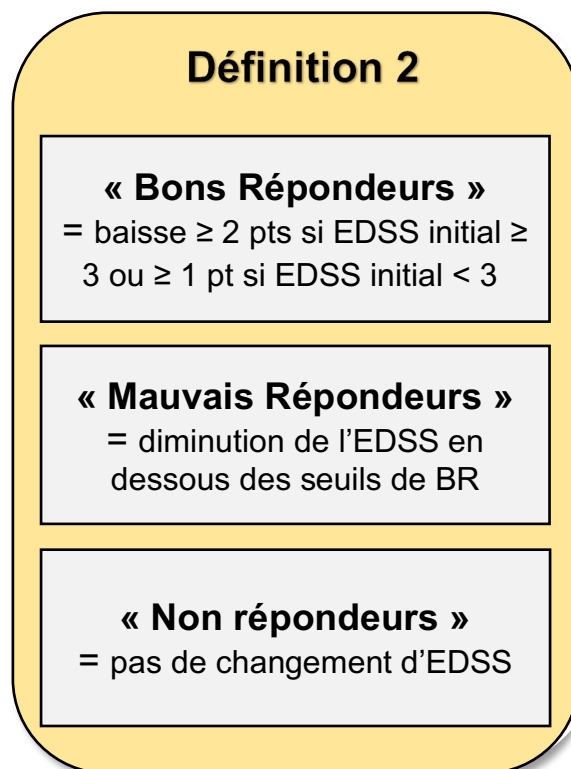 Définition 2
« Bons Répondeurs »
= baisse ≥ 2 pts si EDSS initial ≥
3 ou ≥ 1 pt si EDSS initial < 3
« Mauvais Répondeurs »
= diminution de l’EDSS en
dessous des seuils de BR
« Non répondeurs »
= pas de changement d’EDSS